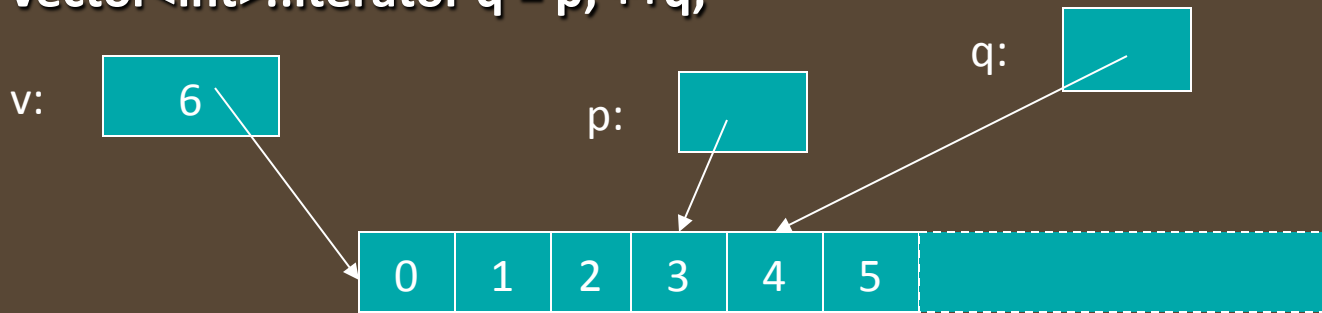 vector<int>::iterator q = p; ++q;
v: 6 p: q:
0 1 2 3 4 5